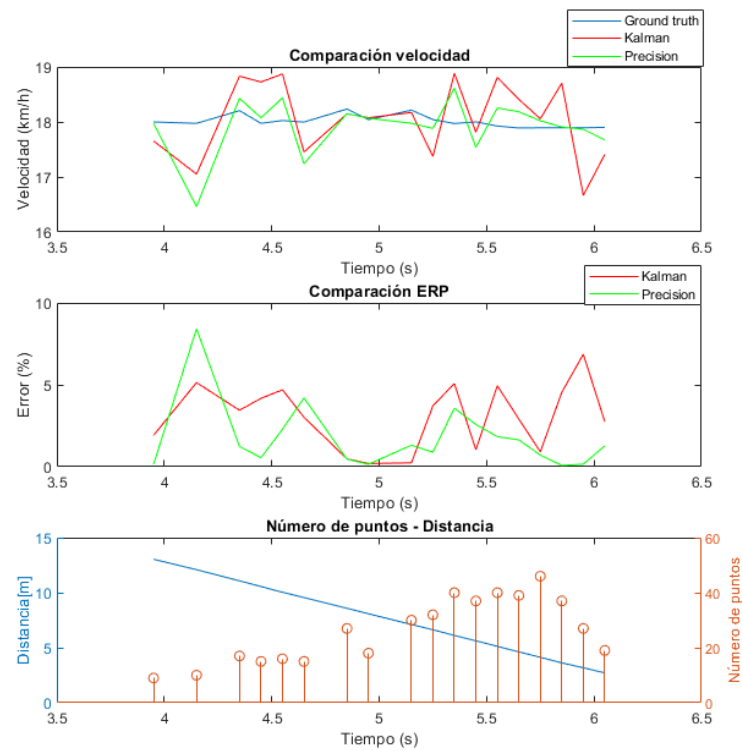 Ground truth
Kalman
Precision
Comparación velocidad
19
18
17
16
Velocidad (km/h)
3.5 4 4.5 5 5.5 6 6.5
Tiempo (s)
Kalman
Precision
Comparación ERP
10
5
0
Error (%)
3.5 4 4.5 5 5.5 6 6.5
Tiempo (s)
Número de puntos - Distancia
15
10
5
0
Distancia[m]
60
40
20
0
Número de puntos
3.5 4 4.5 5 5.5 6 6.5
Tiempo (s)